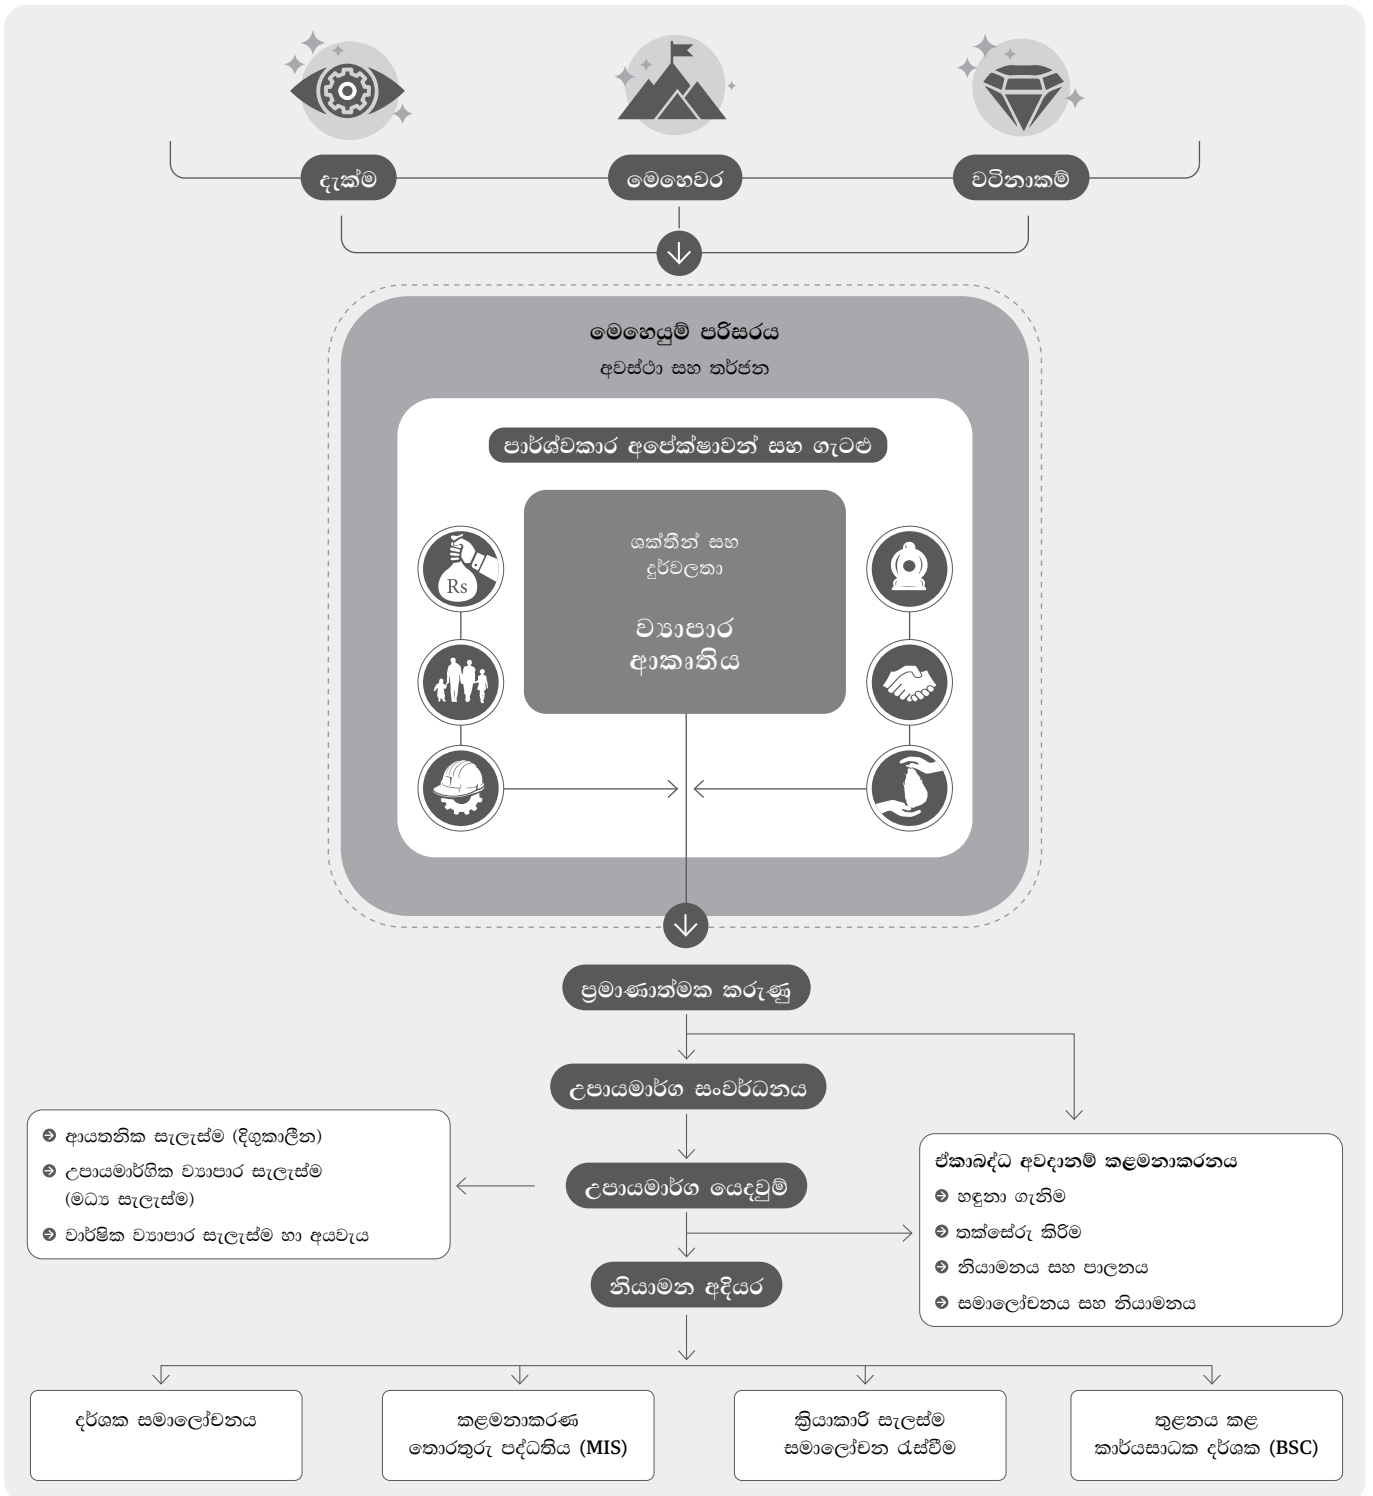 දැක්ම
මෙහෙවර
වටිනාකම්
මෙහෙයුම් පරිසරය
අවස්ථා සහ තර්ජන
පාර්ශ්වකාර අපේක්ෂාවන් සහ ගැටළු
ශක්තීන් සහ
දුර්වලතා
Rs
ව්‍යාපාර
ආකෘතිය
ප්‍රමාණාත්මක කරුණු
උපායමාර්ග සංවර්ධනය
ආයතනික සැලැස්ම (දිගුකාලීන)
උපායමාර්ගික ව්‍යාපාර සැලැස්ම
(මධ්‍ය සැලැස්ම)
වාර්ෂික ව්‍යාපාර සැලැස්ම හා අයවැය
උපායමාර්ග යෙදවුම්
ඒකාබද්ධ අවදානම් කළමනාකරනය
හඳුනා ගැනිම
තක්සේරු කිරිම
නියාමනය සහ පාලනය
සමාලෝචනය සහ නියාමනය
නියාමන අදියර
දර්ශක සමාලෝචනය
කළමනාකරණ
තොරතුරු පද්ධතිය (MIS)
ක්‍රියාකාරී සැලස්ම
සමාලෝචන රැස්වීම
තුළනය කළ
කාර්යසාධක දර්ශක (BSC)